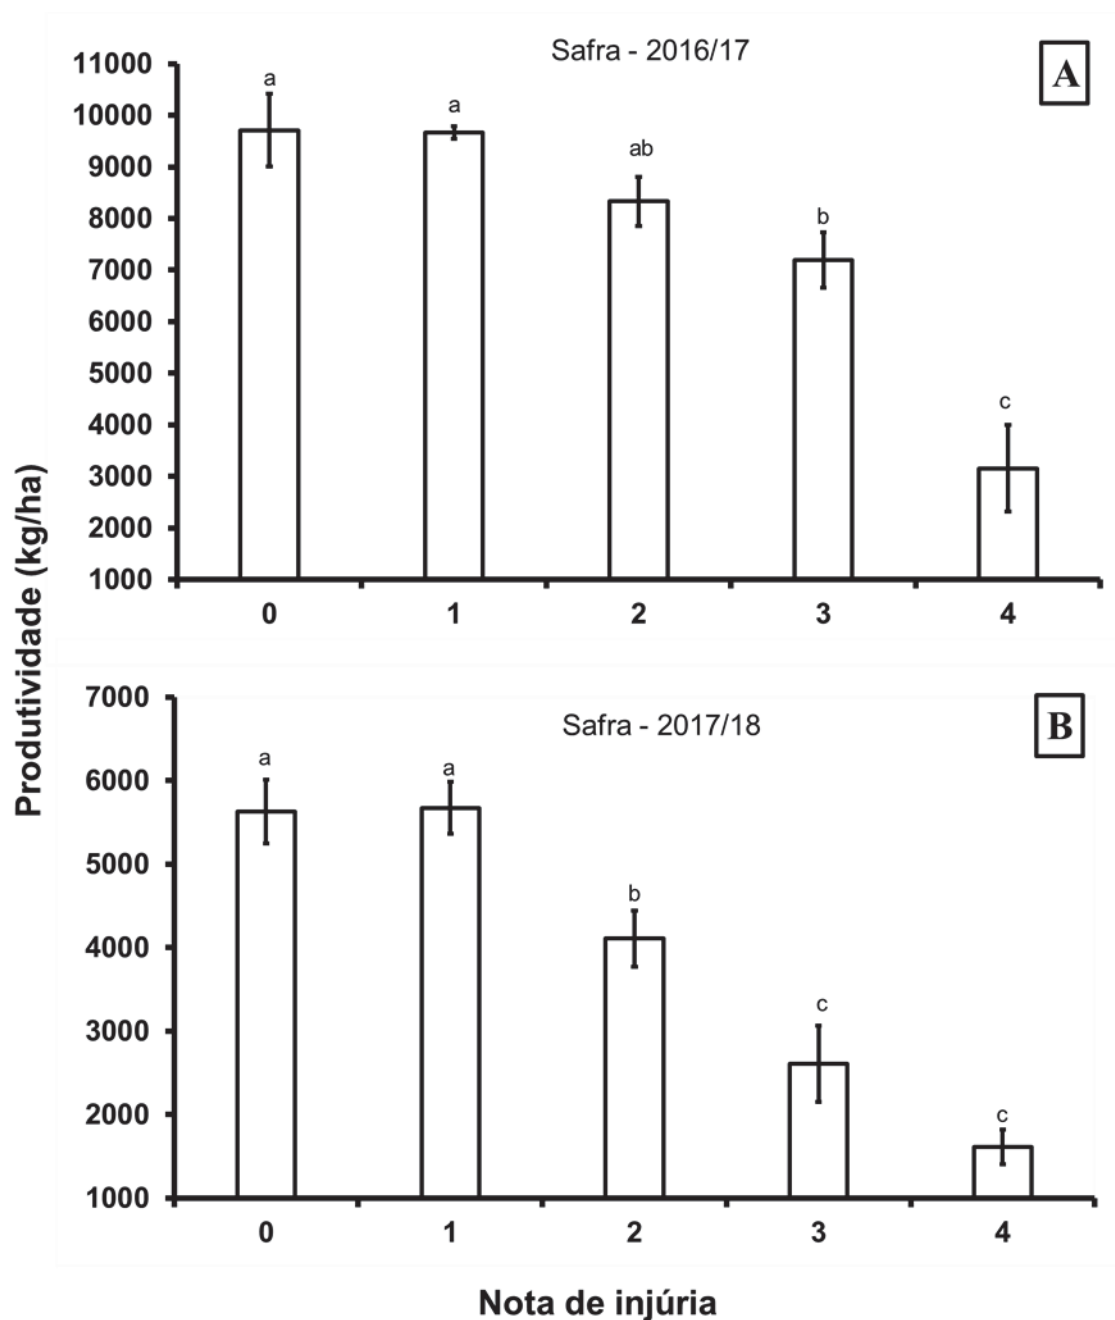 Safra - 2016/17
A
11000
10000
9000
8000
7000
6000
5000
4000
3000
2000
1000
a
a
ab
b
c
0 1 2 3 4
Produtividade (kg/ha)
Safra - 2017/18
B
7000
6000
5000
4000
3000
2000
1000
a
a
b
c
c
0 1 2 3 4
Nota de injúria